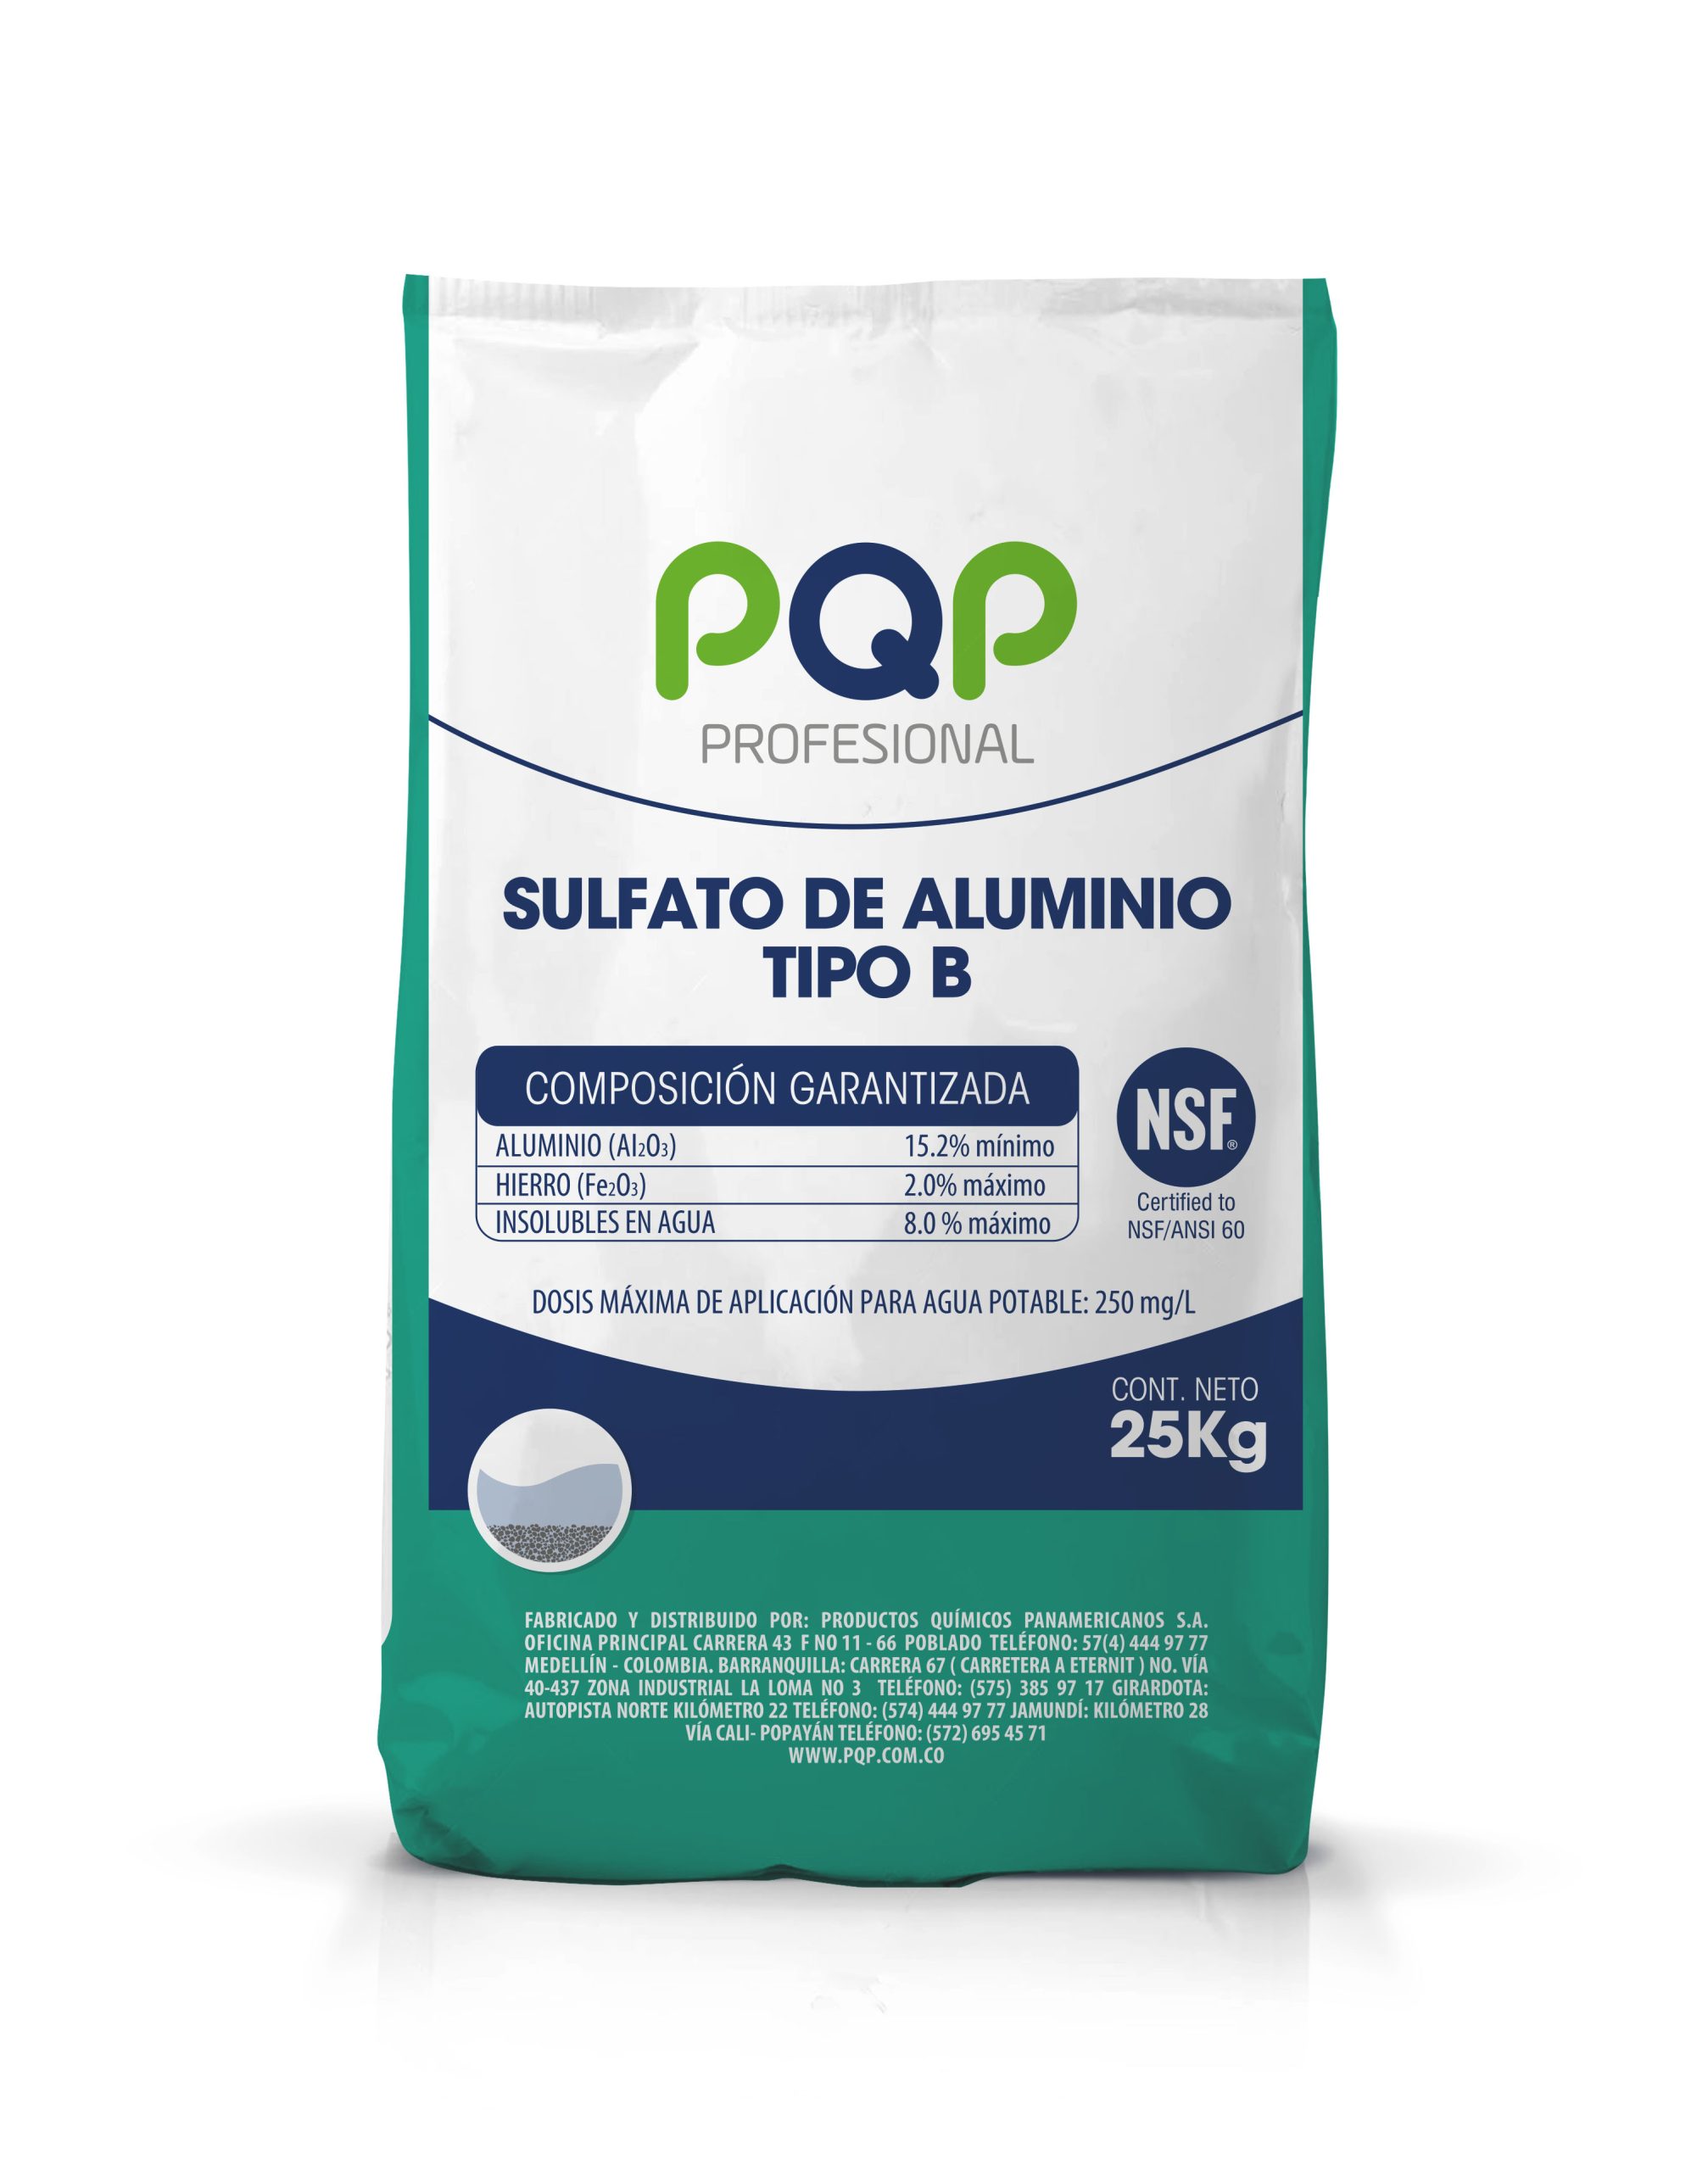 PQP
PROFESIONAL
SULFATO DE ALUMINIO
TIPO B
COMPOSICIÓN GARANTIZADA
ALUMINIO (Al₂O₃) 15.2% mínimo
HIERRO (Fe₂O₃) 2.0% máximo
INSOLUBLES EN AGUA 8.0 % máximo
NSF®
Certified to
NSF/ANSI 60
DOSIS MÁXIMA DE APLICACIÓN PARA AGUA POTABLE: 250 mg/L
CONT. NETO
25Kg
FABRICADO Y DISTRIBUIDO POR: PRODUCTOS QUÍMICOS PANAMERICANOS S.A.
OFICINA PRINCIPAL CARRERA 43 F NO 11 - 66 POBLADO TELÉFONO: 57(4) 444 97 77
MEDELLÍN - COLOMBIA. BARRANQUILLA: CARRERA 67 ( CARRETERA A ETERNIT ) NO. VÍA
40-437 ZONA INDUSTRIAL LA LOMA NO 3 TELÉFONO: (575) 385 97 17 GIRARDOTA:
AUTOPISTA NORTE KILÓMETRO 22 TELÉFONO: (574) 444 97 77 JAMUNDÍ: KILÓMETRO 28
VÍA CALI- POPAYÁN TELÉFONO: (572) 695 45 71
WWW.PQP.COM.CO